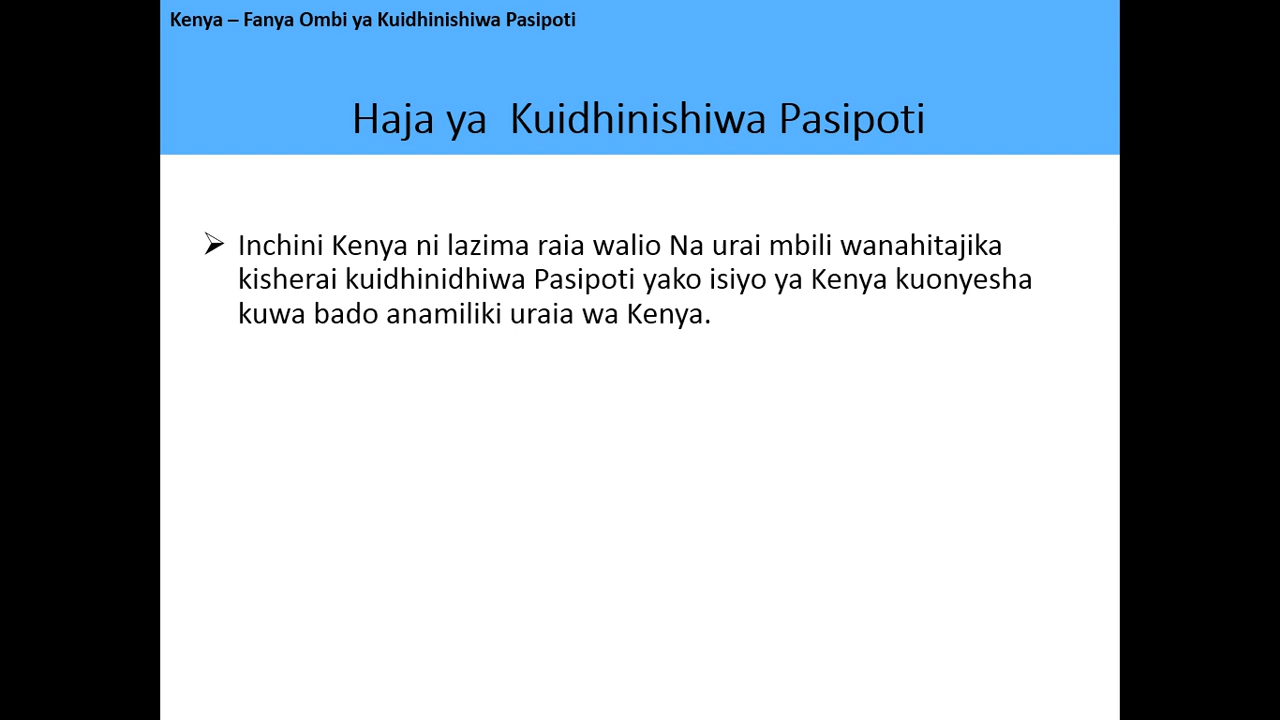 Kenya – Fanya Ombi ya Kuidhinishiwa Pasipoti
Haja ya  Kuidhinishiwa Pasipoti
Inchini Kenya ni lazima raia walio Na urai mbili wanahitajika
kisherai kuidhinidhiwa Pasipoti yako isiyo ya Kenya kuonyesha
kuwa bado anamiliki uraia wa Kenya.